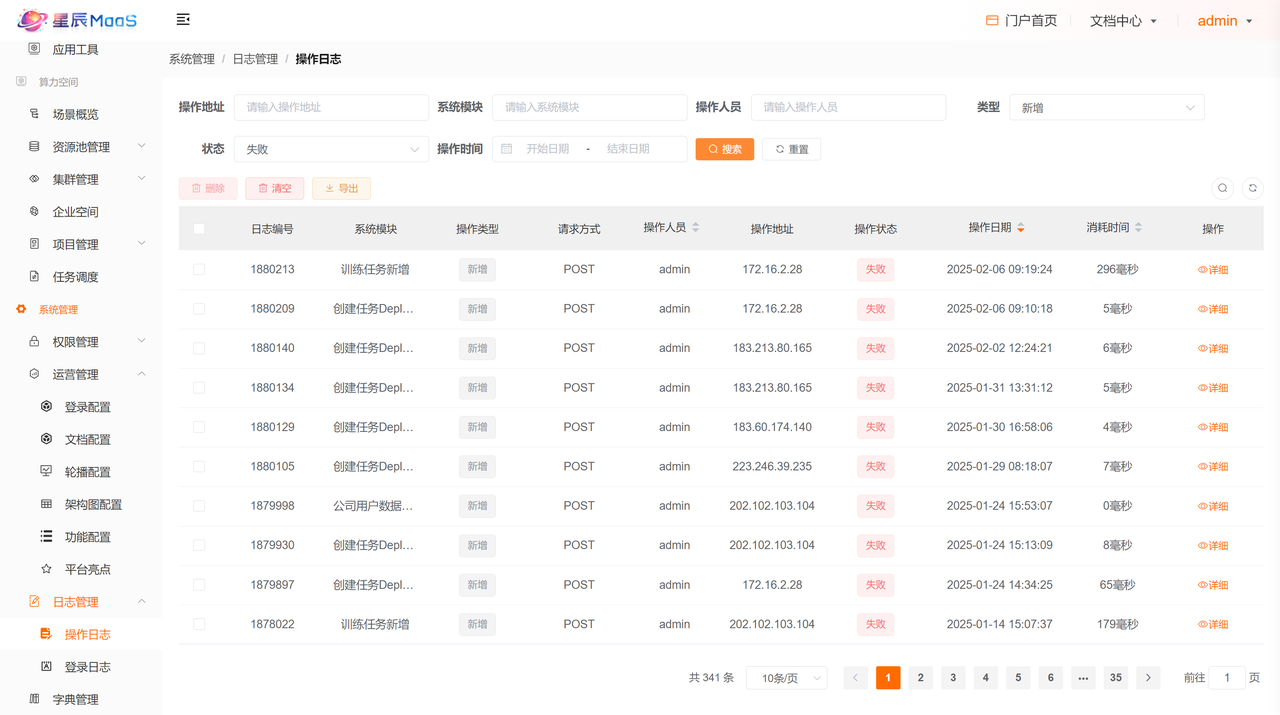 星辰MaaS
门户首页 文档中心 admin
应用工具
算力空间
场景概览
资源池管理
集群管理
企业空间
项目管理
任务调度
系统管理
权限管理
运营管理
登录配置
文档配置
轮播配置
架构图配置
功能配置
平台亮点
日志管理
操作日志
登录日志
字典管理
系统管理 / 日志管理 / 操作日志
操作地址 请输入操作地址 系统模块 请输入系统模块 操作人员 请输入操作人员 类型 新增
状态 失败 操作时间 开始日期 - 结束日期 搜索 重置
删除 清空 导出
日志编号 系统模块 操作类型 请求方式 操作人员 操作地址 操作状态 操作日期 消耗时间 操作
1880213 训练任务新增 新增 POST admin 172.16.2.28 失败 2025-02-06 09:19:24 296毫秒 详细
1880209 创建任务Depl... 新增 POST admin 172.16.2.28 失败 2025-02-06 09:10:18 5毫秒 详细
1880140 创建任务Depl... 新增 POST admin 183.213.80.165 失败 2025-02-02 12:24:21 6毫秒 详细
1880134 创建任务Depl... 新增 POST admin 183.213.80.165 失败 2025-01-31 13:31:12 5毫秒 详细
1880129 创建任务Depl... 新增 POST admin 183.60.174.140 失败 2025-01-30 16:58:06 4毫秒 详细
1880105 创建任务Depl... 新增 POST admin 223.246.39.235 失败 2025-01-29 08:18:07 7毫秒 详细
1879998 公司用户数据... 新增 POST admin 202.102.103.104 失败 2025-01-24 15:53:07 0毫秒 详细
1879930 创建任务Depl... 新增 POST admin 202.102.103.104 失败 2025-01-24 15:13:09 8毫秒 详细
1879897 创建任务Depl... 新增 POST admin 172.16.2.28 失败 2025-01-24 14:34:25 65毫秒 详细
1878022 训练任务新增 新增 POST admin 202.102.103.104 失败 2025-01-14 15:07:37 179毫秒 详细
共 341 条 10条/页 1 2 3 4 5 6 ••• 35 前往 1 页